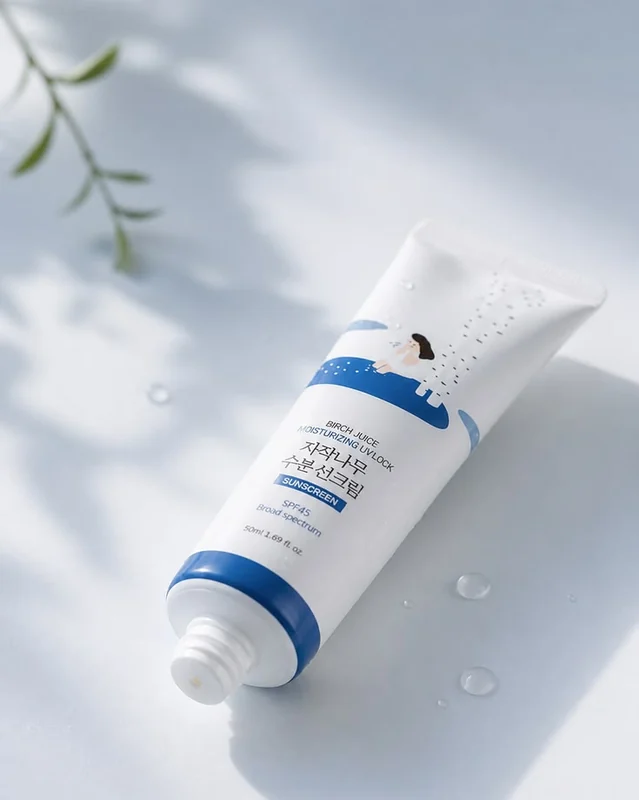 BIRCH JUICE
MOISTURIZING UVLOCK
자작나무
수분 선크림
SUNSCREEN
SPF45
Broad spectrum
50ml 1.69 fl. oz.